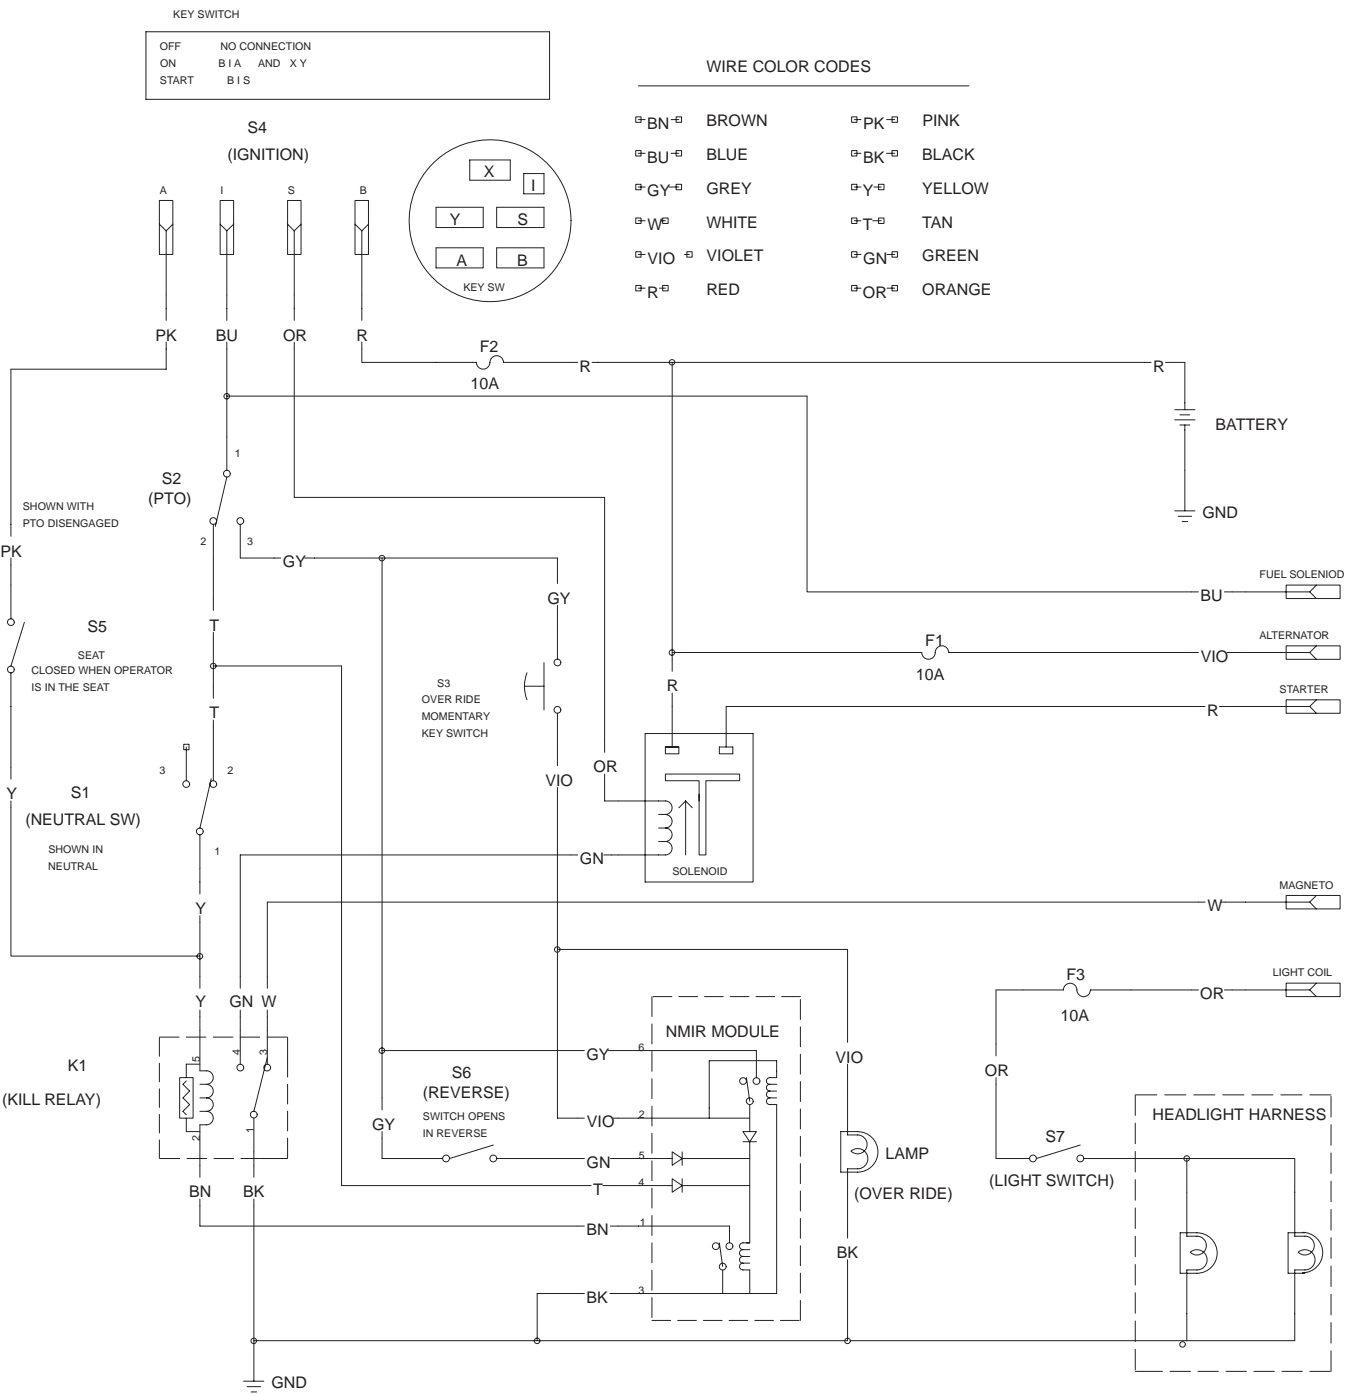 KEY SWITCH
OFF NO CONNECTION
ON B I A AND X Y
START B I S
WIRE COLOR CODES
BN BROWN PK PINK
BU BLUE BK BLACK
GY GREY Y YELLOW
W WHITE T TAN
VIO VIOLET GN GREEN
R RED OR ORANGE
S4
(IGNITION)
A I S B
X
I
Y S
A B
KEY SW
PK BU OR R
F2
10A
R
R
BATTERY
GND
1
S2
(PTO)
SHOWN WITH
PTO DISENGAGED
2 3
PK
GY
GY
T
S5
SEAT
CLOSED WHEN OPERATOR
IS IN THE SEAT
T
FUEL SOLENIOD
BU
F1
10A
ALTERNATOR
VIO
S3
OVER RIDE
MOMENTARY
KEY SWITCH
R
STARTER
R
3 2
Y
S1
(NEUTRAL SW)
SHOWN IN
NEUTRAL
1
VIO
OR
GN
SOLENOID
Y
MAGNETO
W
Y GN W
F3
10A
LIGHT COIL
OR
K1
(KILL RELAY)
5 4 3
2 1
BN BK
NMIR MODULE
GY 6
S6
(REVERSE)
SWITCH OPENS
IN REVERSE
GY
VIO 2
GN 5
T 4
BN 1
BK 3
VIO
LAMP
(OVER RIDE)
BK
OR
S7
(LIGHT SWITCH)
HEADLIGHT HARNESS
GND